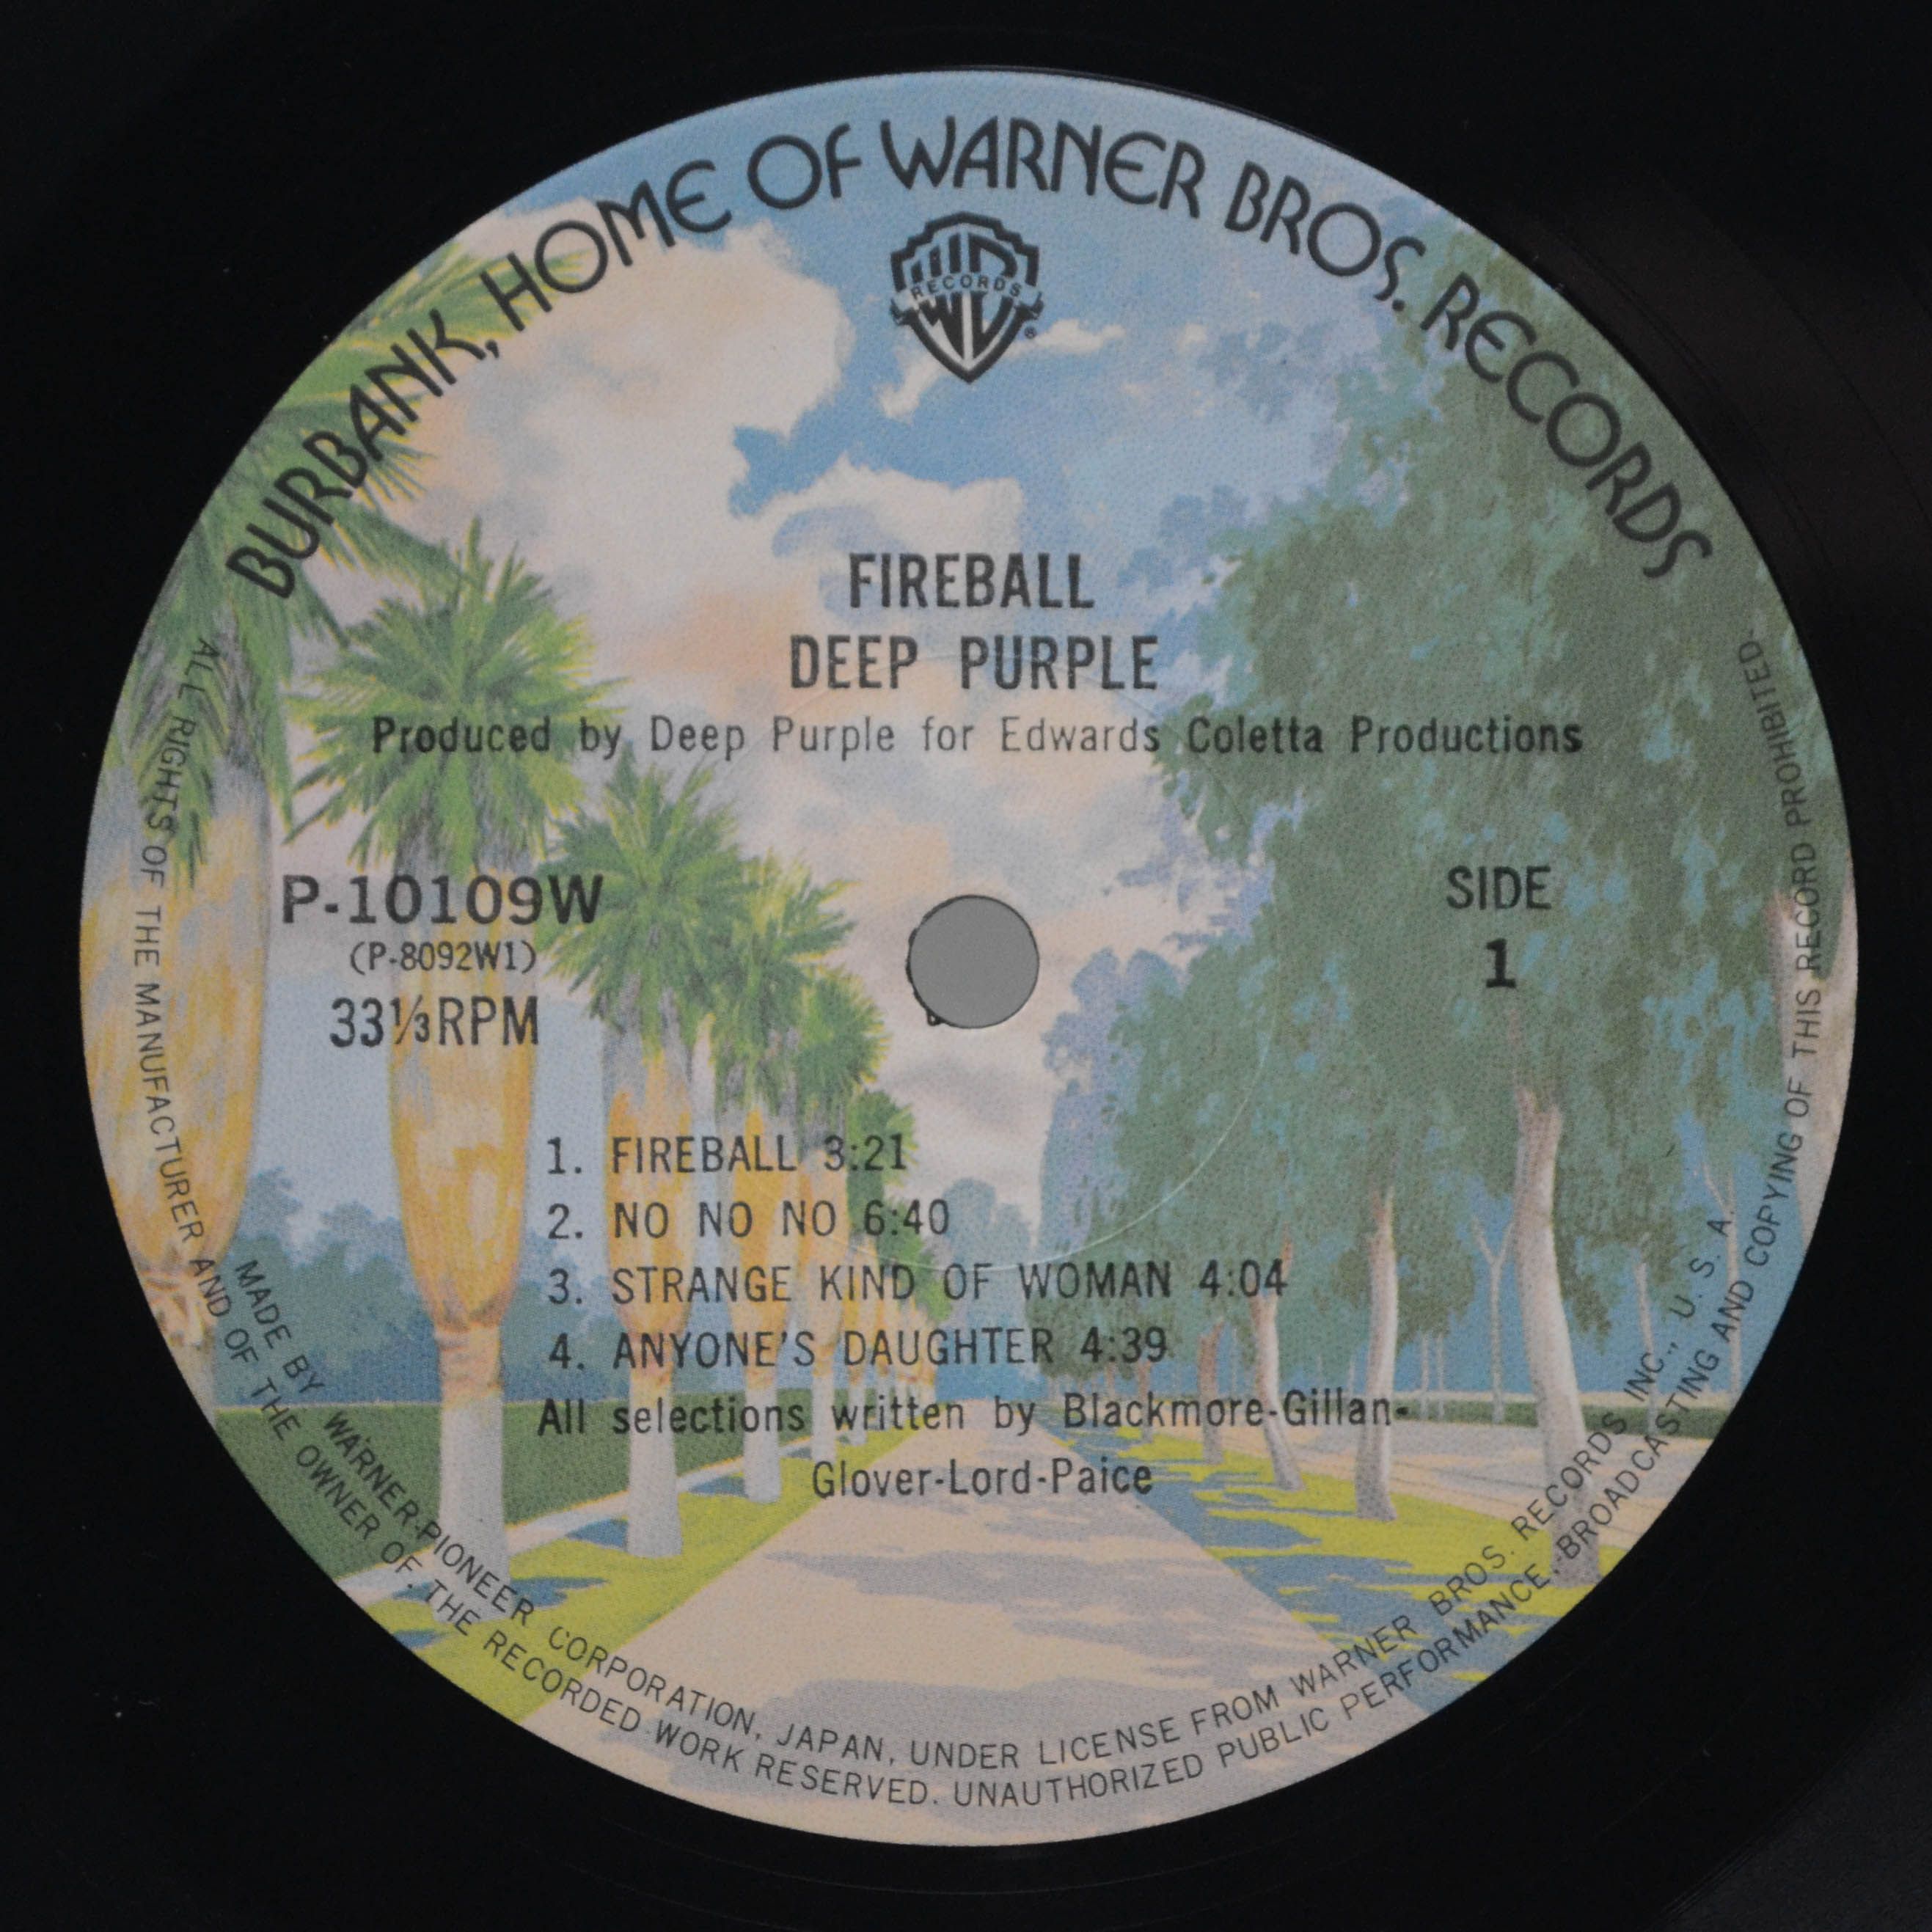 BURBANK, HOME OF WARNER BROS. RECORDS
RECORDS
FIREBALL
DEEP PURPLE
Produced by Deep Purple for Edwards Coletta Productions
P-10109W
(P-8092W1)
33⅓RPM
SIDE
1
1. FIREBALL 3:21
2. NO NO NO 6:40
3. STRANGE KIND OF WOMAN 4:04
4. ANYONE'S DAUGHTER 4:39
All selections written by Blackmore-Gillan-
Glover-Lord-Paice
MADE BY WARNER-PIONEER CORPORATION, JAPAN, UNDER LICENSE FROM WARNER BROS. RECORDS INC., U.S.A.
ALL RIGHTS OF THE MANUFACTURER AND OF THE OWNER OF THE RECORDED WORK RESERVED. UNAUTHORIZED PUBLIC PERFORMANCE, BROADCASTING AND COPYING OF THIS RECORD PROHIBITED